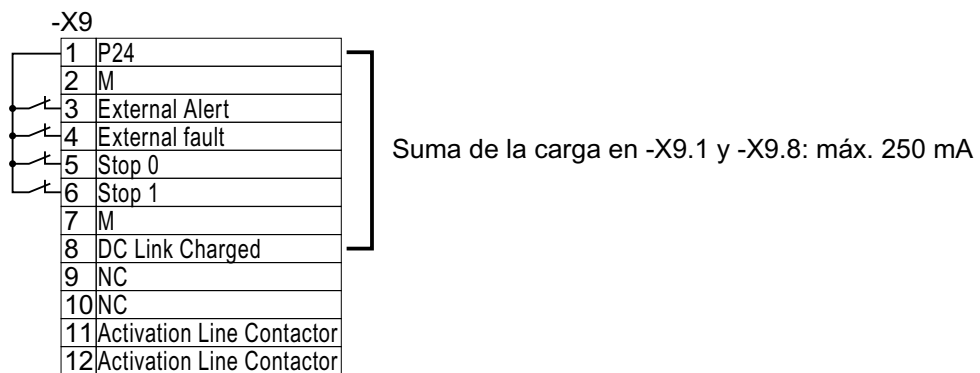 -X9
1 P24
2 M
3 External Alert
4 External fault
5 Stop 0
6 Stop 1
7 M
8 DC Link Charged
9 NC
10 NC
11 Activation Line Contactor
12 Activation Line Contactor
Suma de la carga en -X9.1 y -X9.8: máx. 250 mA